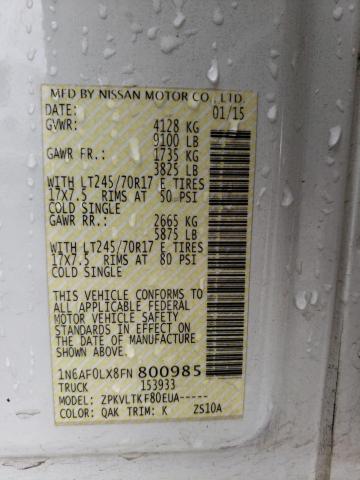 MFD BY NISSAN MOTOR CO., LTD.
DATE: 01/15
GVWR: 4128 KG
9100 LB
GAWR FR.: 1735 KG
3825 LB
WITH LT245/70R17 E TIRES
17X7.5 RIMS AT 50 PSI
COLD SINGLE
GAWR RR.: 2665 KG
5875 LB
WITH LT245/70R17 E TIRES
17X7.5 RIMS AT 80 PSI
COLD SINGLE
THIS VEHICLE CONFORMS TO
ALL APPLICABLE FEDERAL
MOTOR VEHICLE SAFETY
STANDARDS IN EFFECT ON
THE DATE OF MANUFACTURE
SHOWN ABOVE.
1N6AF0LX8FN 800985
TRUCK 153933
MODEL: ZPKVLTKF80EUA-----
COLOR: QAK TRIM: K ZS10A